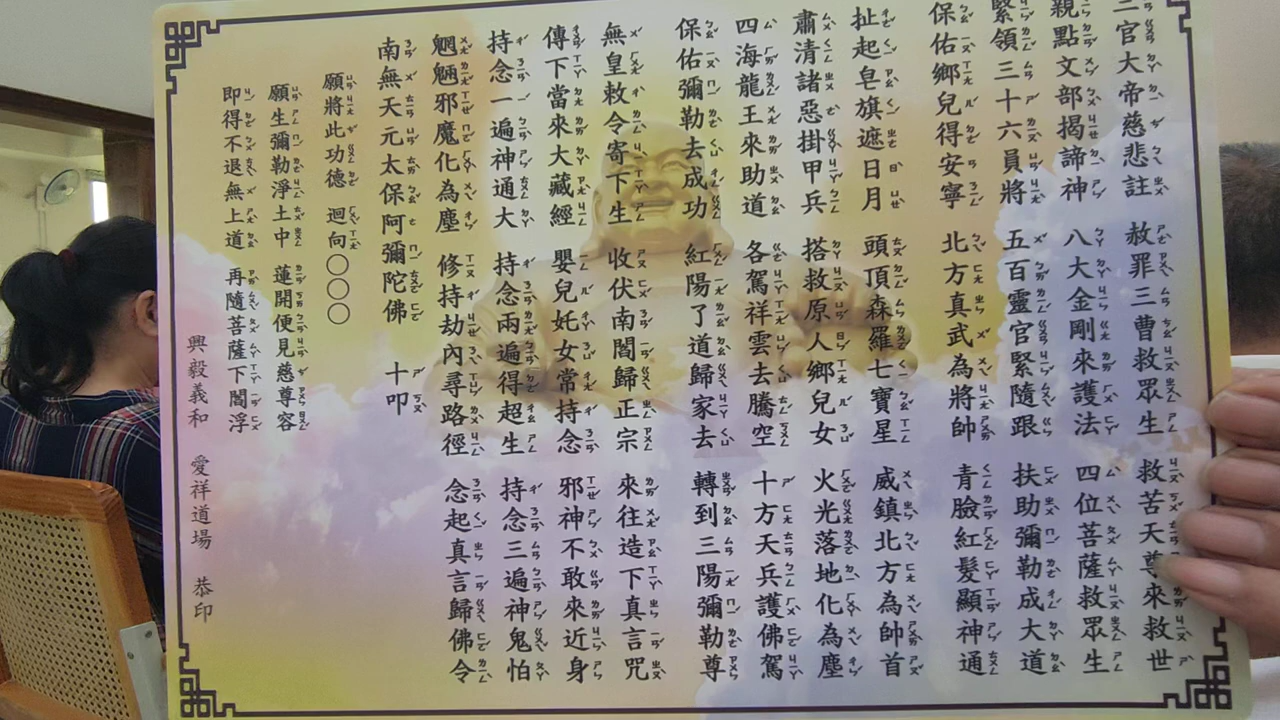 三官大帝慈悲註 赦罪三曹救眾生 救苦天尊來救世
親點文部揭諦神 八大金剛來護法 四位菩薩救眾生
緊領三十六員將 五百靈官緊隨跟 扶助彌勒成大道
保佑鄉兒得安寧 北方真武為將帥 青臉紅髮顯神通
扯起皂旗遮日月 頭頂森羅七寶星 威鎮北方為帥首
肅清諸惡掛甲兵 搭救原人鄉兒女 火光落地化為塵
四海龍王來助道 各駕祥雲去騰空 十方天兵護佛駕
保佑彌勒去成功 紅陽了道歸家去 轉到三陽彌勒尊
無皇敕令寄下生 收伏南閻歸正宗 來往造下真言咒
傳下當來大藏經 嬰兒奼女常持念 邪神不敢來近身
持念一遍神通大 持念兩遍得超生 持念三遍神鬼怕
魍魎邪魔化為塵 修持劫內尋路徑 念起真言歸佛令
南無天元太保阿彌陀佛 十叩
願將此功德 迴向○○○
願生彌勒淨土中 蓮開便見慈尊容
即得不退無上道 再隨菩薩下閻浮
興毅義和 愛祥道場 恭印